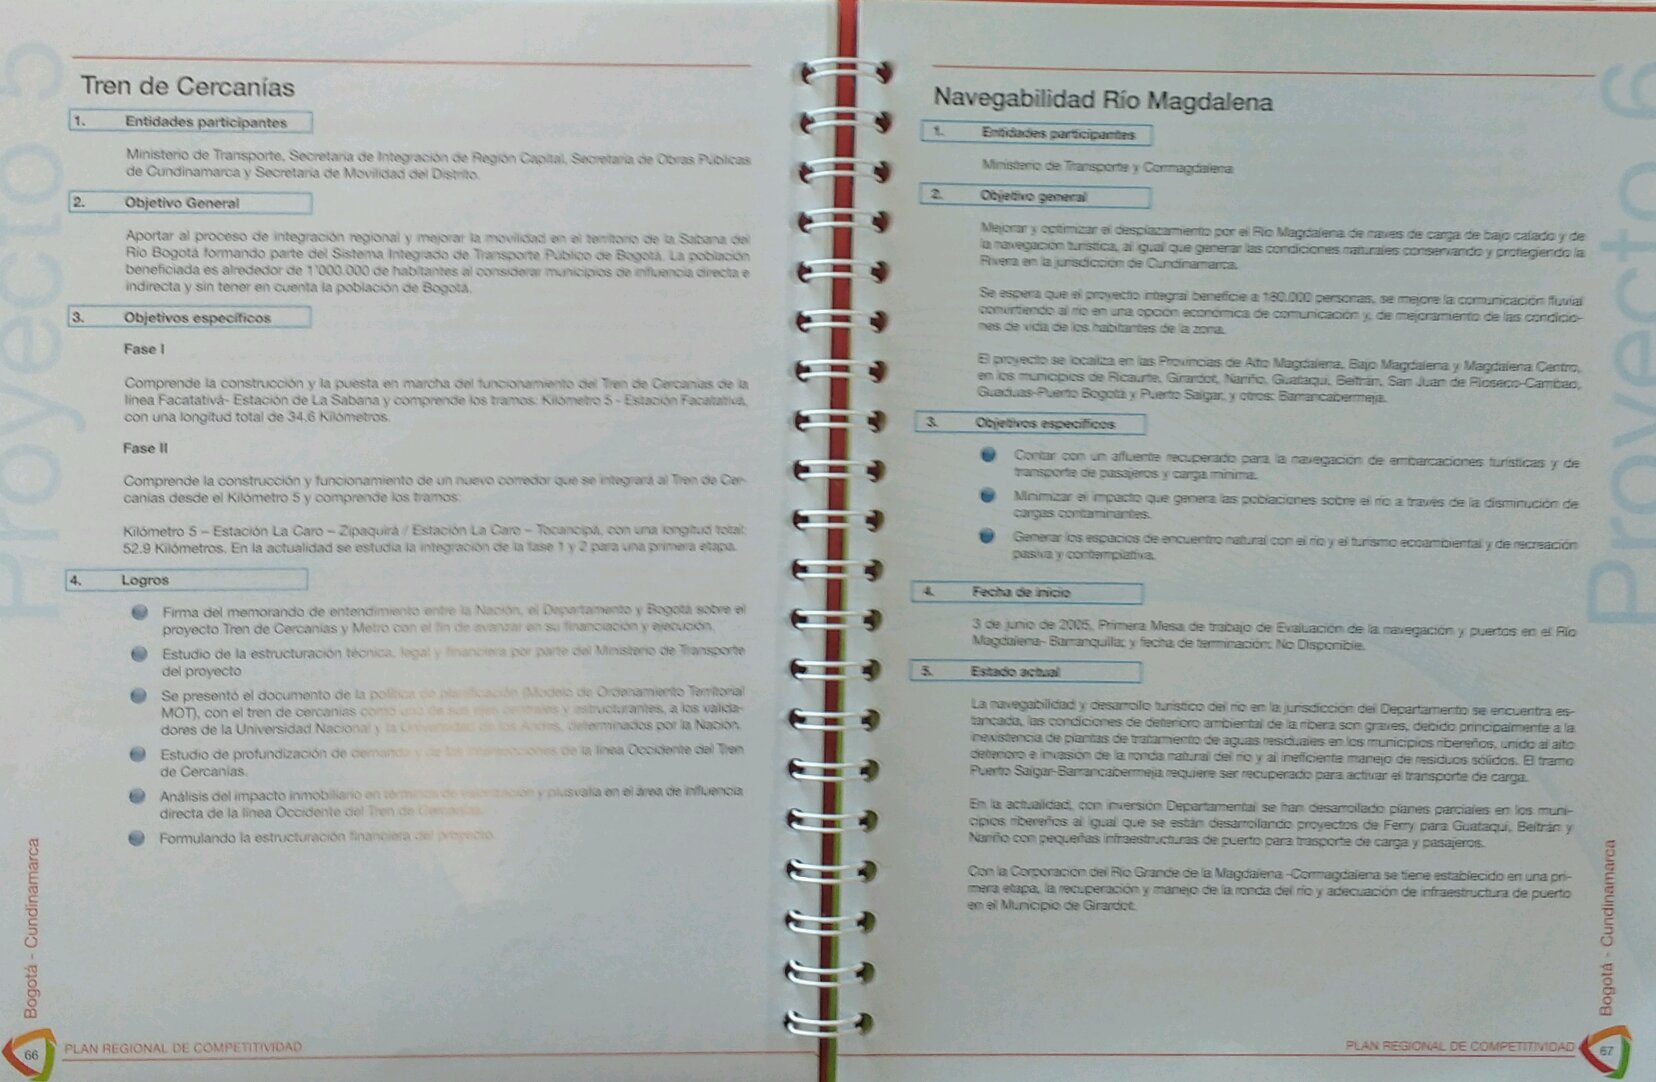 Proyecto 5
Tren de Cercanías
1. Entidades participantes
Ministerio de Transporte, Secretaria de Integración de Región Capital, Secretaria de Obras Públicas
de Cundinamarca y Secretaria de Movilidad del Distrito.
2. Objetivo General
Aportar al proceso de integración regional y mejorar la movilidad en el territorio de la Sabana del
Río Bogotá formando parte del Sistema Integrado de Transporte Público de Bogotá. La población
beneficiada es alrededor de 1'000.000 de habitantes al considerar municipios de influencia directa e
indirecta y sin tener en cuenta la población de Bogotá.
3. Objetivos específicos
Fase I
Comprende la construcción y la puesta en marcha del funcionamiento del Tren de Cercanías de la
línea Facatativá- Estación de La Sabana y comprende los tramos: Kilómetro 5 - Estación Facatativá,
con una longitud total de 34.6 Kilómetros.
Fase II
Comprende la construcción y funcionamiento de un nuevo corredor que se integrará al Tren de Cer-
canías desde el Kilómetro 5 y comprende los tramos:
Kilómetro 5 – Estación La Caro – Zipaquirá / Estación La Caro – Tocancipá, con una longitud total:
52.9 Kilómetros. En la actualidad se estudia la integración de la fase 1 y 2 para una primera etapa.
4. Logros
Firma del memorando de entendimiento entre la Nación, el Departamento y Bogotá sobre el
proyecto Tren de Cercanías y Metro con el fin de avanzar en su financiación y ejecución.
Estudio de la estructuración técnica, legal y financiera por parte del Ministerio de Transporte
del proyecto
Se presentó el documento de la política de planificación (Modelo de Ordenamiento Territorial
MOT), con el tren de cercanías como uno de sus ejes centrales y estructurantes, a los valida-
dores de la Universidad Nacional y la Universidad de los Andes, determinados por la Nación.
Estudio de profundización de demanda y de las intersecciones de la línea Occidente del Tren
de Cercanías.
Análisis del impacto inmobiliario en términos de valorización y plusvalía en el área de influencia
directa de la línea Occidente del Tren de Cercanías.
Formulando la estructuración financiera del proyecto.
Bogotá - Cundinamarca
66 PLAN REGIONAL DE COMPETITIVIDAD
Proyecto 6
Navegabilidad Río Magdalena
1. Entidades participantes
Ministerio de Transporte y Cormagdalena
2. Objetivo general
Mejorar y optimizar el desplazamiento por el Río Magdalena de naves de carga de bajo calado y de
la navegación turística, al igual que generar las condiciones naturales conservando y protegiendo la
Rivera en la jurisdicción de Cundinamarca.
Se espera que el proyecto integral beneficie a 180.000 personas, se mejore la comunicación fluvial
convirtiendo al río en una opción económica de comunicación y, de mejoramiento de las condicio-
nes de vida de los habitantes de la zona.
El proyecto se localiza en las Provincias de Alto Magdalena, Bajo Magdalena y Magdalena Centro,
en los municipios de Ricaurte, Girardot, Nariño, Guataquí, Beltrán, San Juan de Rioseco-Cambao,
Guaduas-Puerto Bogotá y Puerto Salgar, y otros: Barrancabermeja.
3. Objetivos específicos
Contar con un afluente recuperado para la navegación de embarcaciones turísticas y de
transporte de pasajeros y carga mínima.
Minimizar el impacto que genera las poblaciones sobre el río a través de la disminución de
cargas contaminantes.
Generar los espacios de encuentro natural con el río y el turismo ecoambiental y de recreación
pasiva y contemplativa.
4. Fecha de inicio
3 de junio de 2005, Primera Mesa de trabajo de Evaluación de la navegación y puertos en el Río
Magdalena- Barranquilla; y fecha de terminación: No Disponible.
5. Estado actual
La navegabilidad y desarrollo turístico del río en la jurisdicción del Departamento se encuentra es-
tancada, las condiciones de deterioro ambiental de la ribera son graves, debido principalmente a la
inexistencia de plantas de tratamiento de aguas residuales en los municipios ribereños, unido al alto
deterioro e invasión de la ronda natural del río y al ineficiente manejo de residuos sólidos. El tramo
Puerto Salgar-Barrancabermeja requiere ser recuperado para activar el transporte de carga.
En la actualidad, con inversión Departamental se han desarrollado planes parciales en los muni-
cipios ribereños al igual que se están desarrollando proyectos de Ferry para Guataquí, Beltrán y
Nariño con pequeñas infraestructuras de puerto para trasporte de carga y pasajeros.
Con la Corporación del Río Grande de la Magdalena -Cormagdalena se tiene establecido en una pri-
mera etapa, la recuperación y manejo de la ronda del río y adecuación de infraestructura de puerto
en el Municipio de Girardot.
Bogotá - Cundinamarca
PLAN REGIONAL DE COMPETITIVIDAD 67